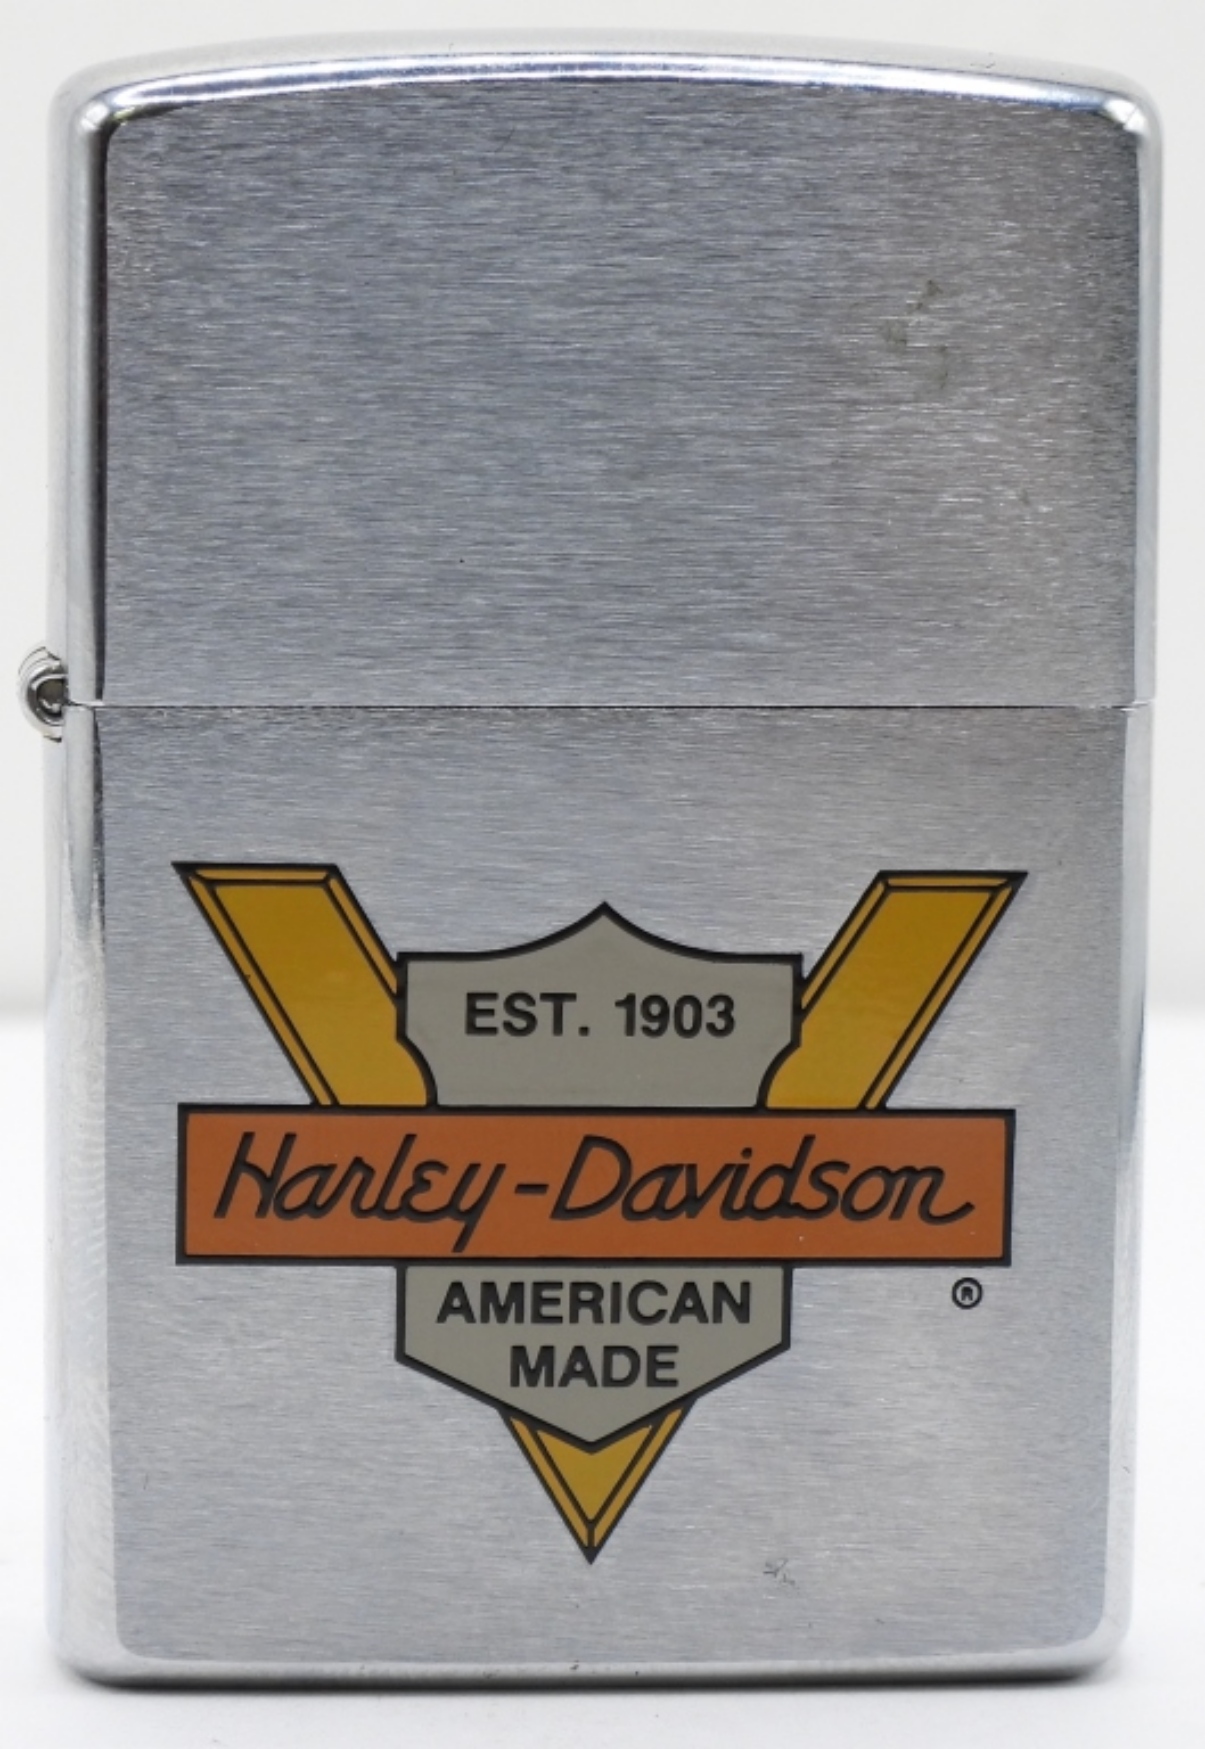 EST. 1903
Harley-Davidson
®
AMERICAN
MADE